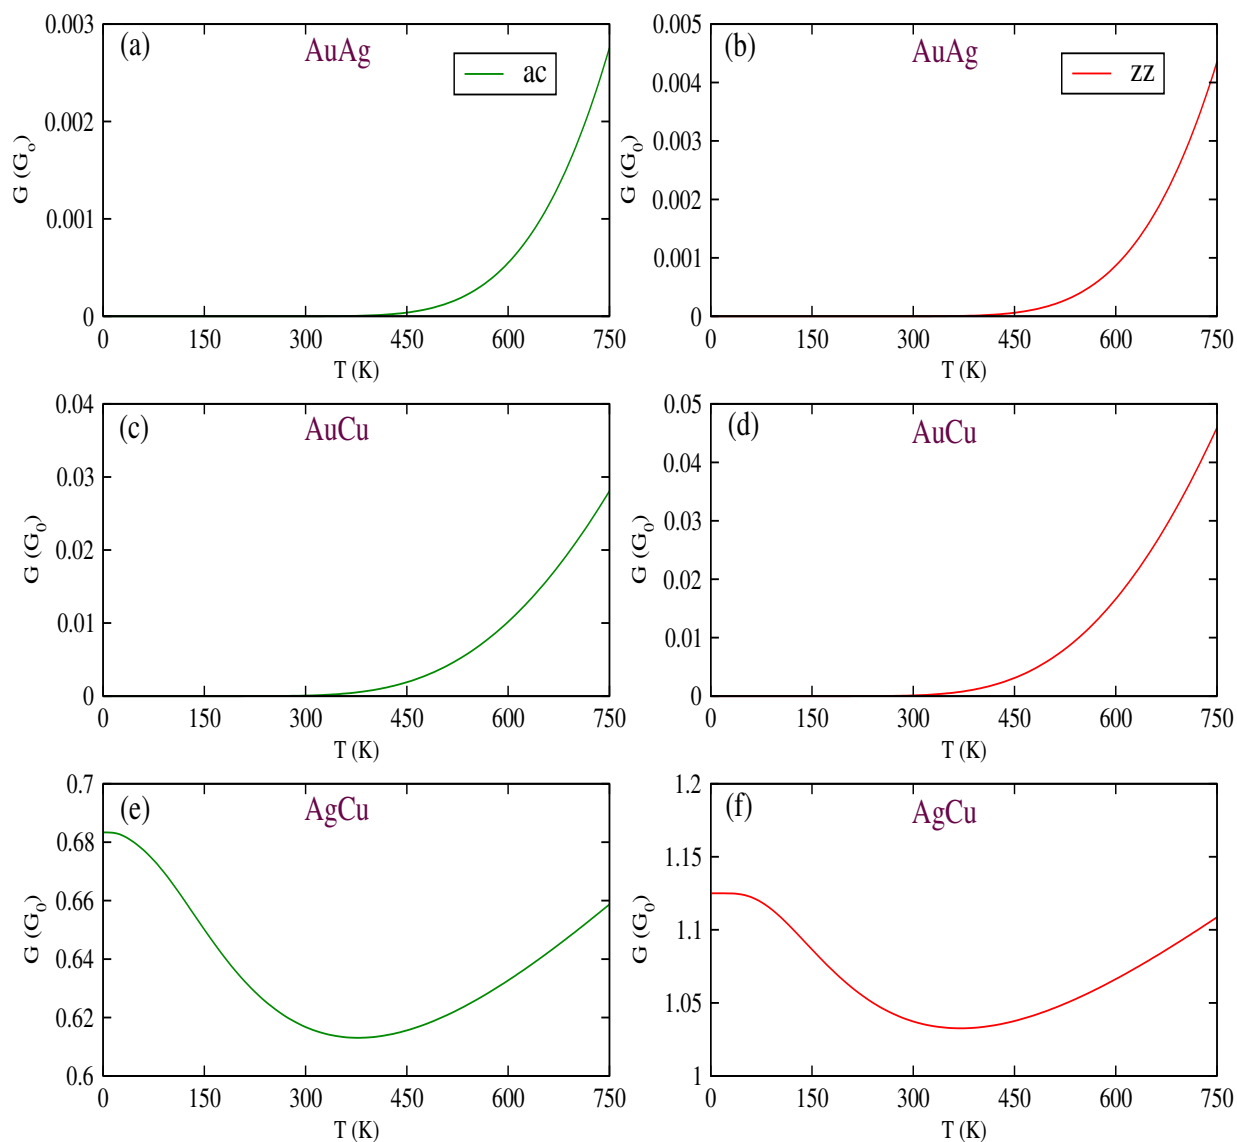 0.003
(a)
AuAg
ac
0.002
G (G₀)
0.001
0
0 150 300 450 600 750
T (K)
0.005
(b)
AuAg
zz
0.004
0.003
G (G₀)
0.002
0.001
0
0 150 300 450 600 750
T (K)
0.04
(c)
AuCu
0.03
G (G₀)
0.02
0.01
0
0 150 300 450 600 750
T (K)
0.05
(d)
AuCu
0.04
0.03
G (G₀)
0.02
0.01
0
0 150 300 450 600 750
T (K)
0.7
(e)
AgCu
0.68
0.66
G (G₀)
0.64
0.62
0.6
0 150 300 450 600 750
T (K)
1.2
(f)
AgCu
1.15
G (G₀)
1.1
1.05
1
0 150 300 450 600 750
T (K)